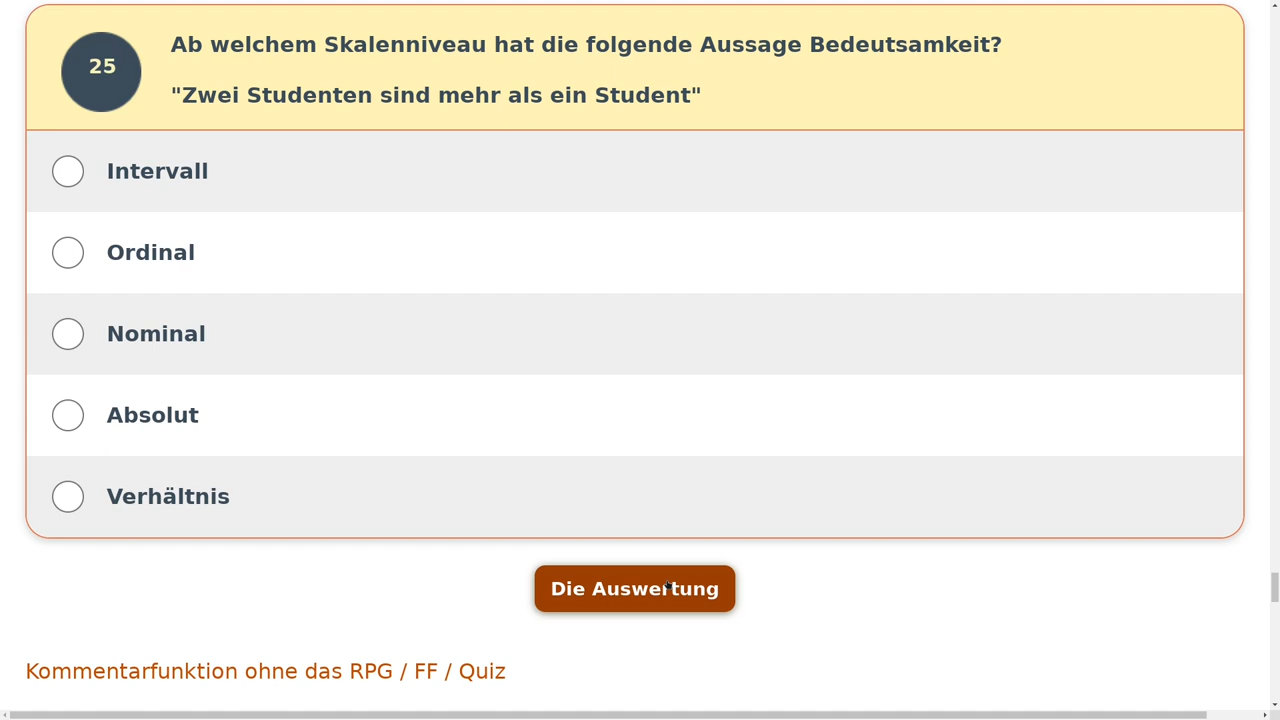 25
Ab welchem Skalenniveau hat die folgende Aussage Bedeutsamkeit?
"Zwei Studenten sind mehr als ein Student"
Intervall
Ordinal
Nominal
Absolut
Verhältnis
Die Auswertung
Kommentarfunktion ohne das RPG / FF / Quiz